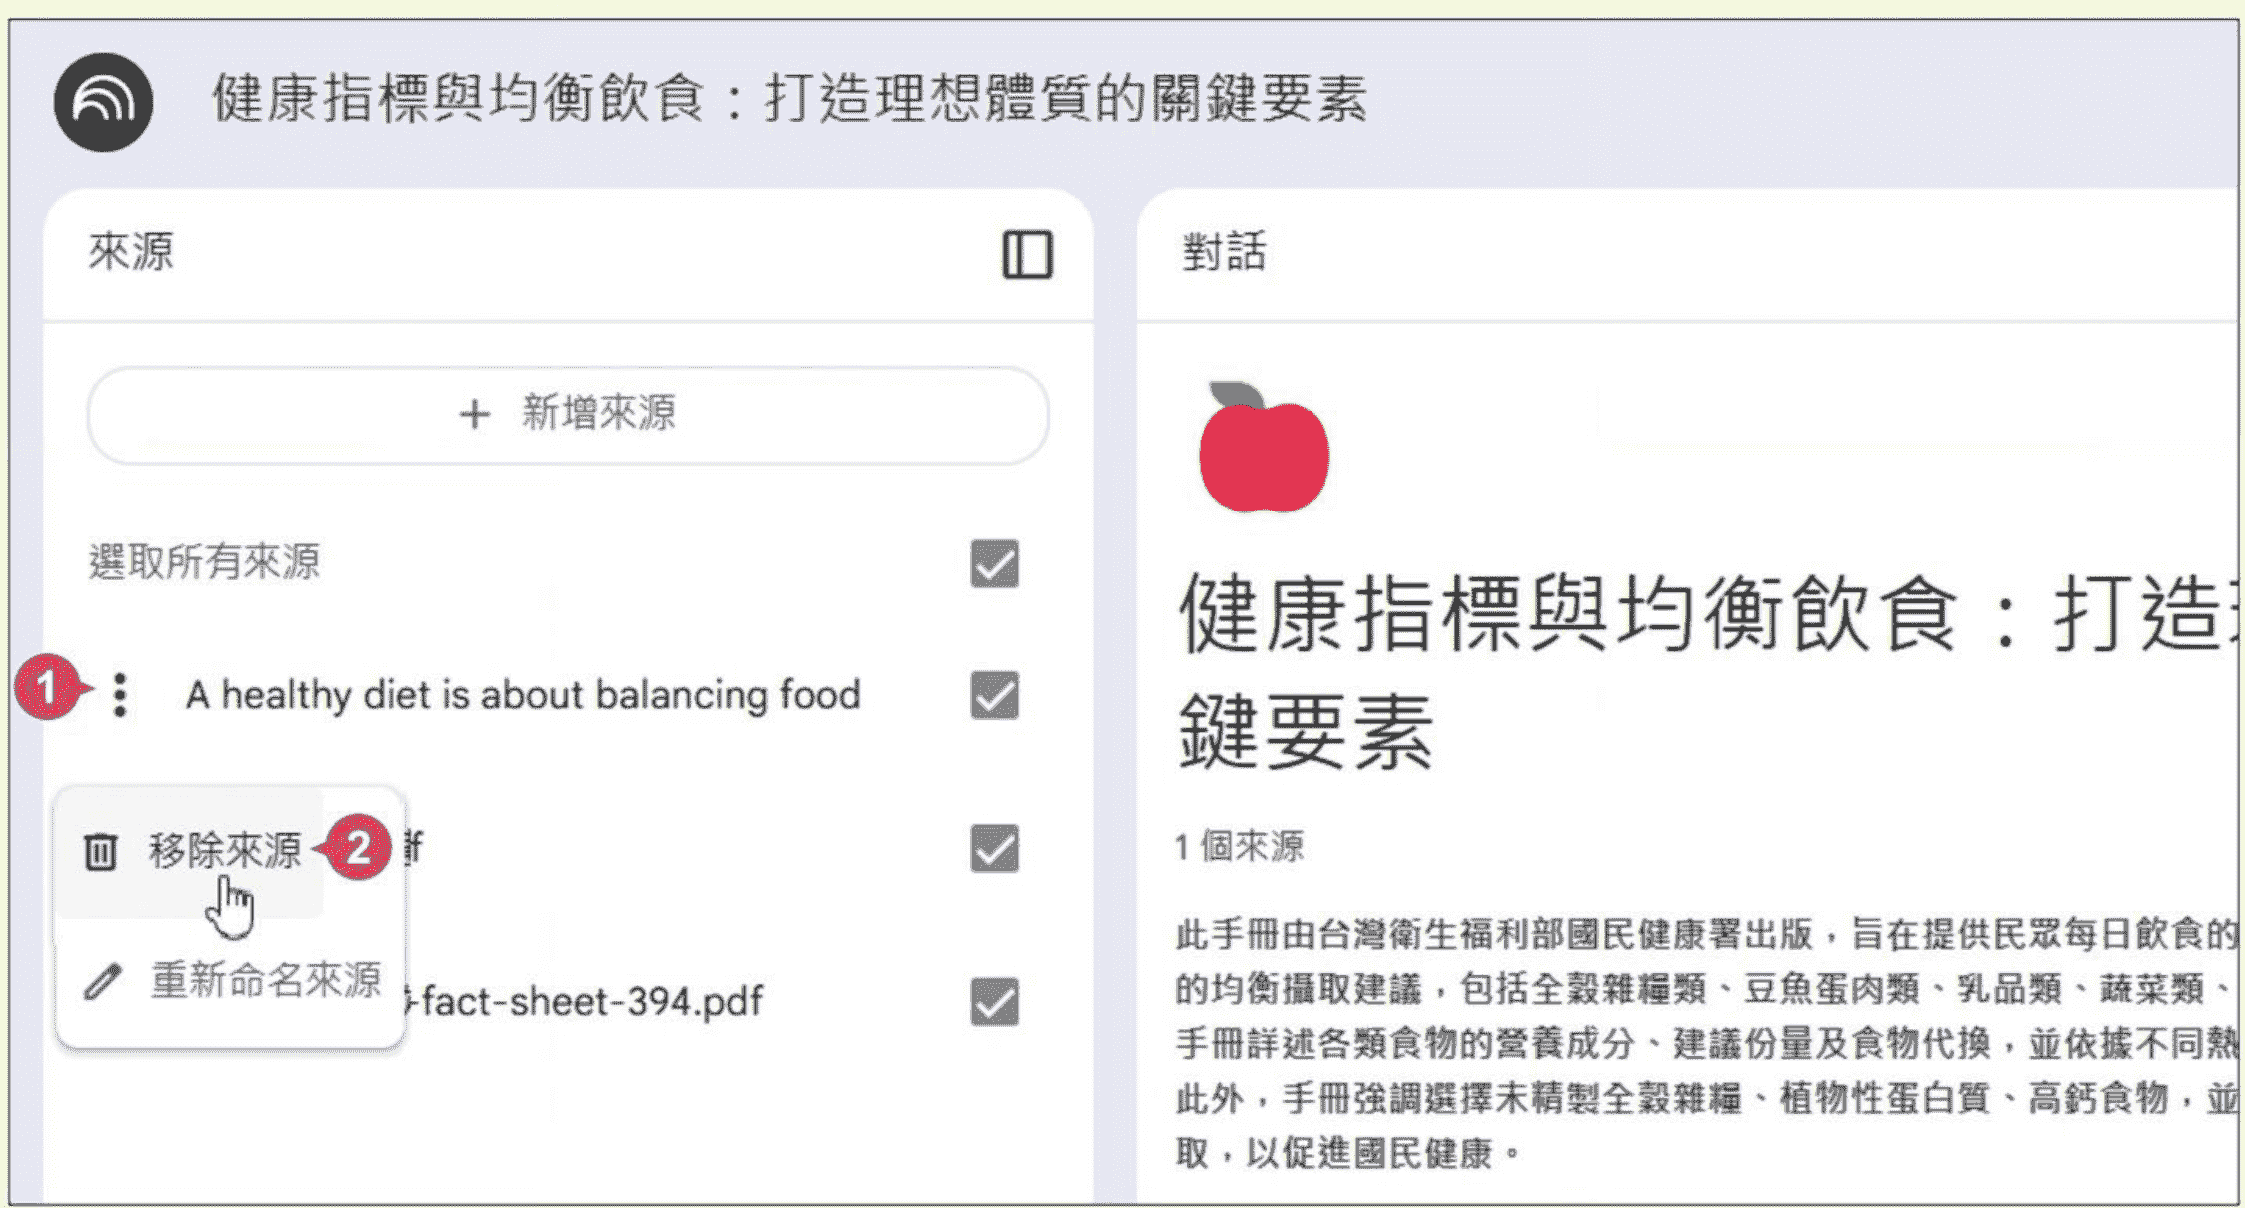 健康指標與均衡飲食：打造理想體質的關鍵要素
來源
+ 新增來源
選取所有來源
1
A healthy diet is about balancing food
移除來源
2
重新命名來源
-fact-sheet-394.pdf
對話
健康指標與均衡飲食：打造
鍵要素
1 個來源
此手冊由台灣衛生福利部國民健康署出版，旨在提供民眾每日飲食的
的均衡攝取建議，包括全穀雜糧類、豆魚蛋肉類、乳品類、蔬菜類、
手冊詳述各類食物的營養成分、建議份量及食物代換，並依據不同熱
此外，手冊強調選擇未精製全穀雜糧、植物性蛋白質、高鈣食物，並
取，以促進國民健康。